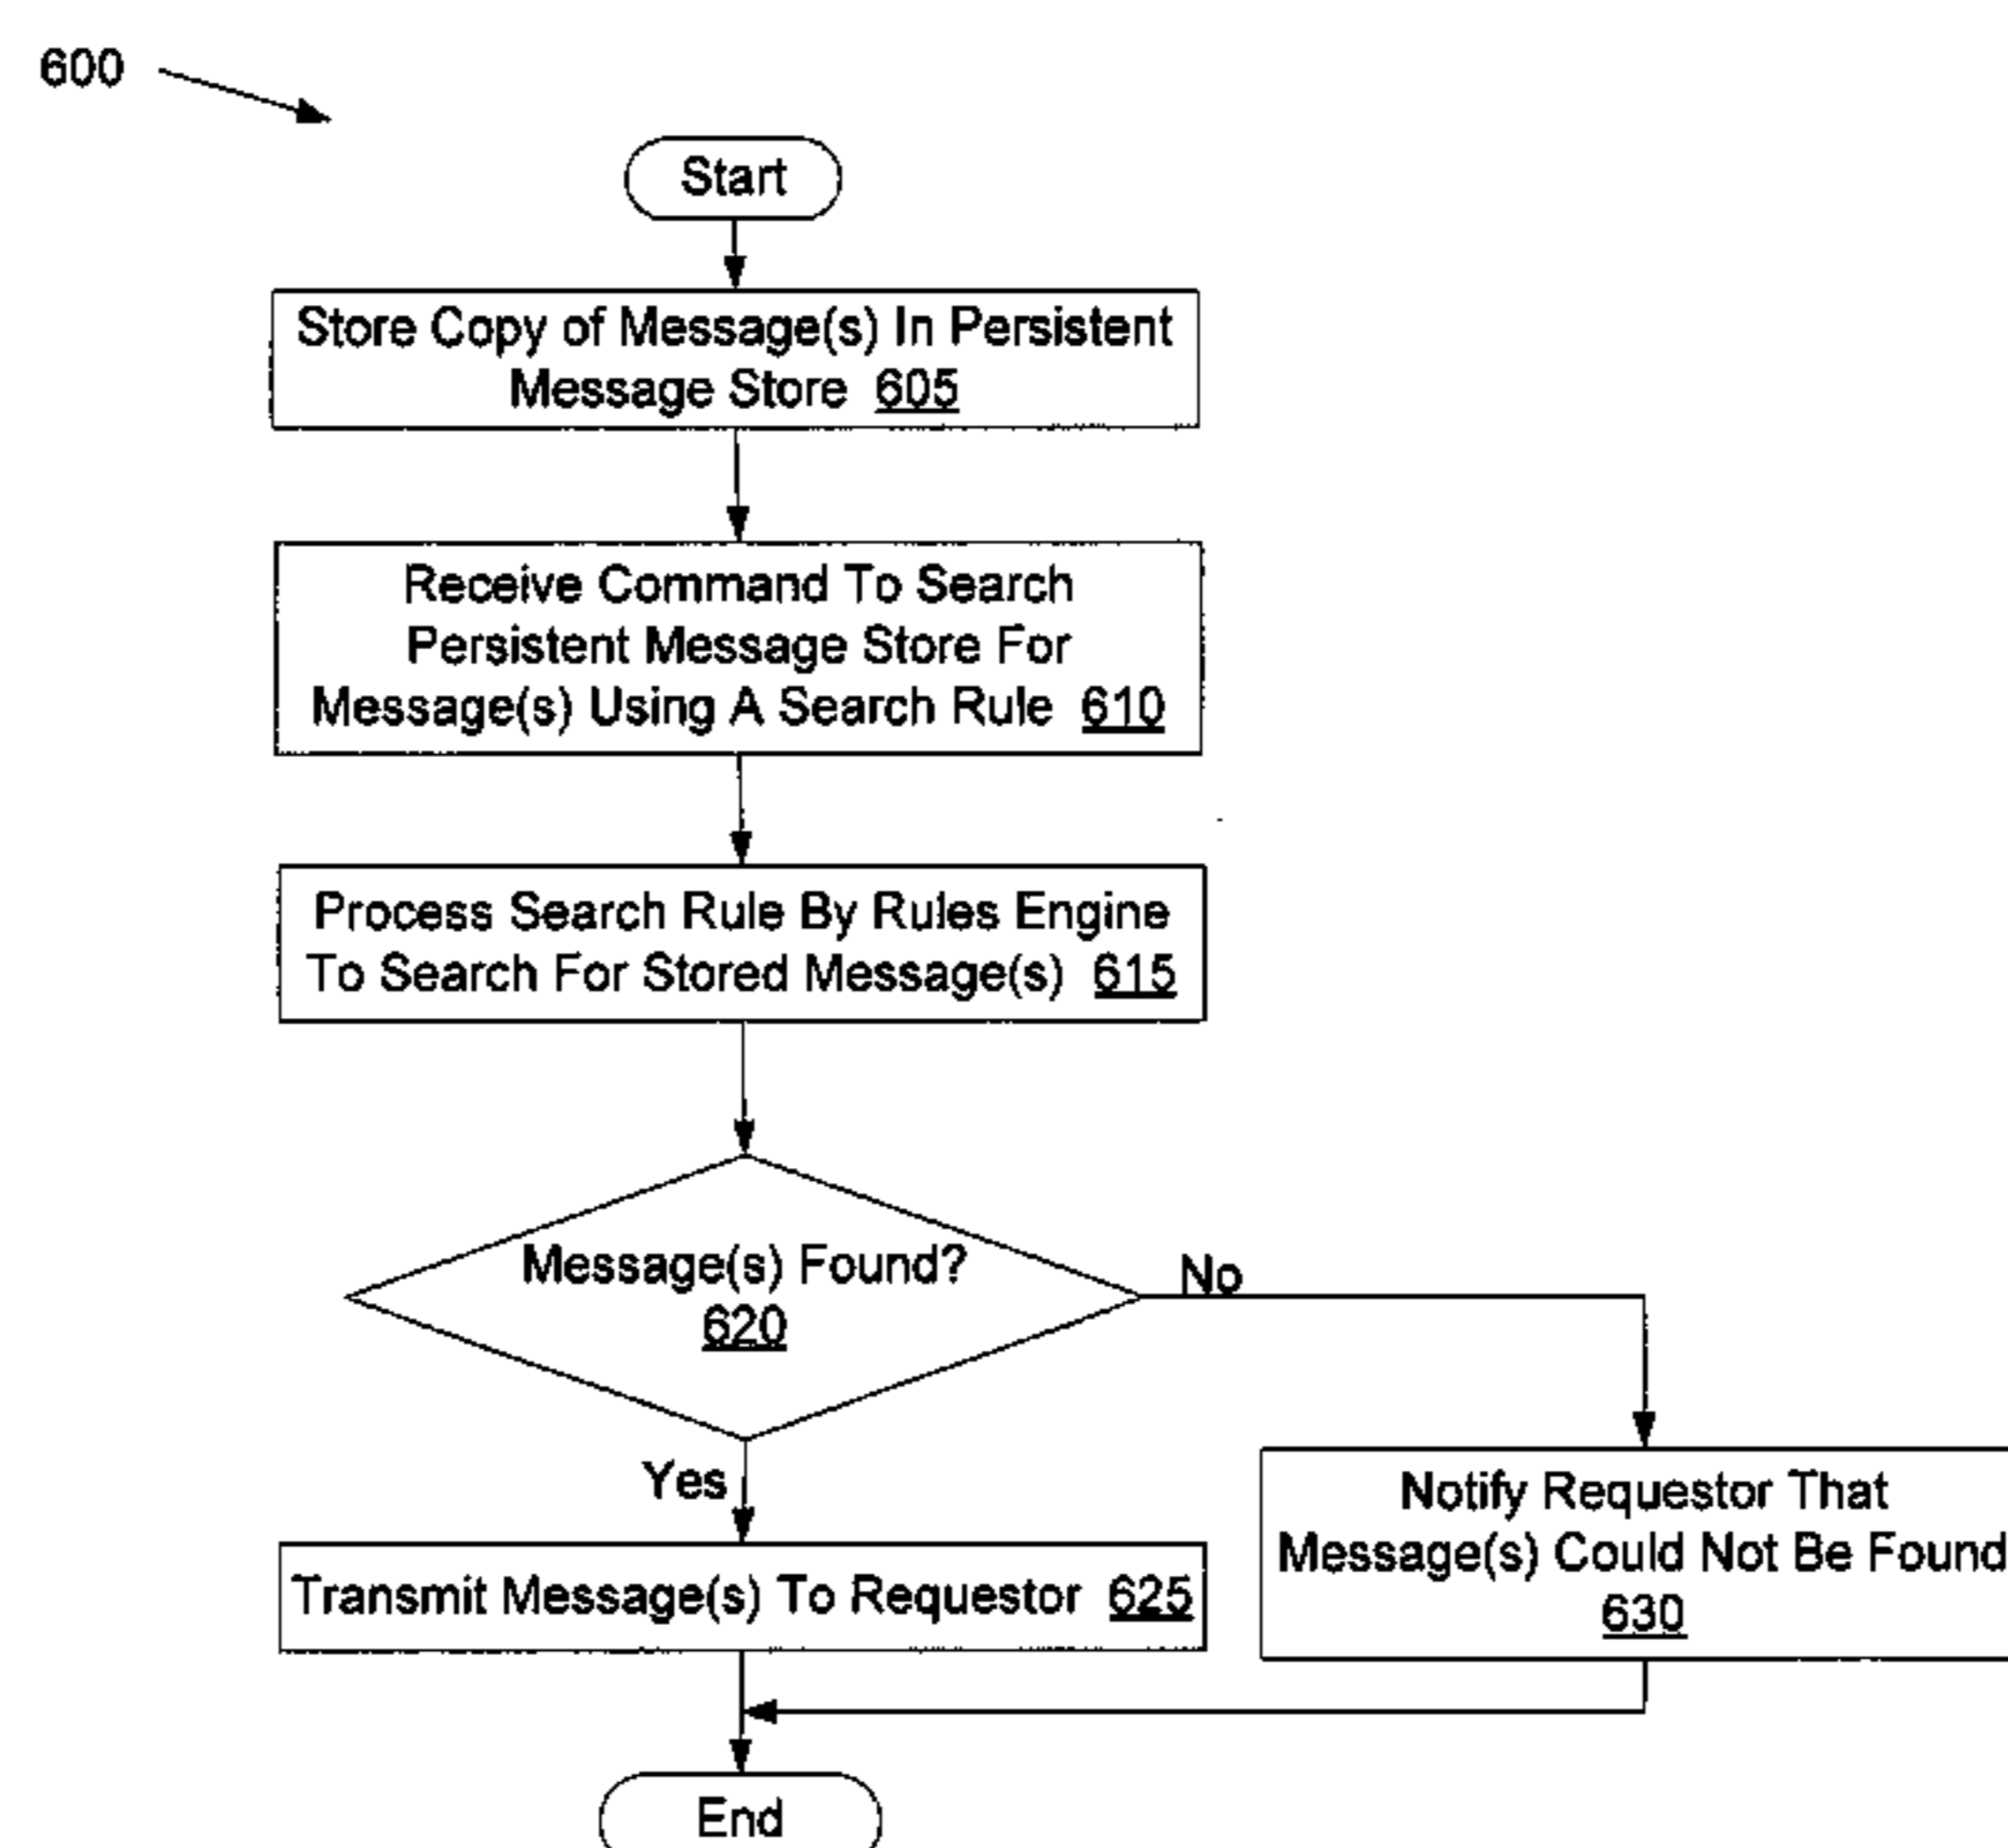 600
Start
Store Copy of Message(s) In Persistent
Message Store 605
Receive Command To Search
Persistent Message Store For
Message(s) Using A Search Rule 610
Process Search Rule By Rules Engine
To Search For Stored Message(s) 615
Message(s) Found?
620
No
Yes
Notify Requestor That
Message(s) Could Not Be Found
630
Transmit Message(s) To Requestor 625
End